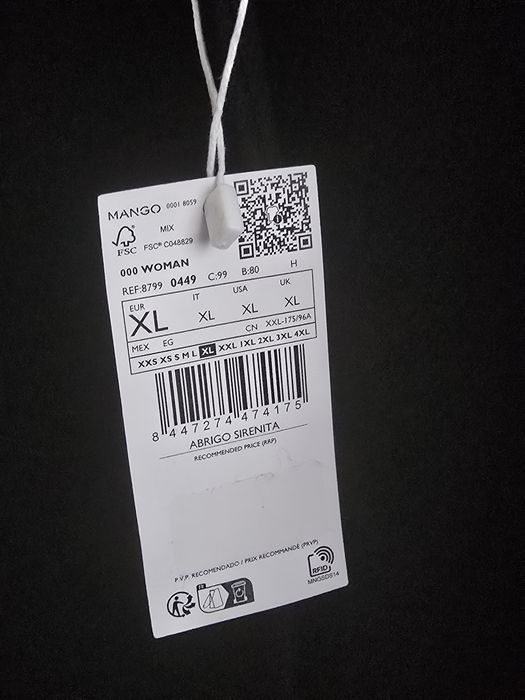 MANGO 0001 8059
MIX
FSC
FSC® C048829
000 WOMAN
REF:8799 0449 C:99 B:80 H
EUR IT USA UK
XL XL XL XL
MEX EG CN XXL-175/96A
XXS XS S M L XL XXL 1XL 2XL 3XL 4XL
8 447274 474175
ABRIGO SIRENITA
RECOMMENDED PRICE (RRP)
P.V.P. RECOMENDADO / PRIX RECOMMANDÉ (PRVP)
RFID
MNGSDS14
FR